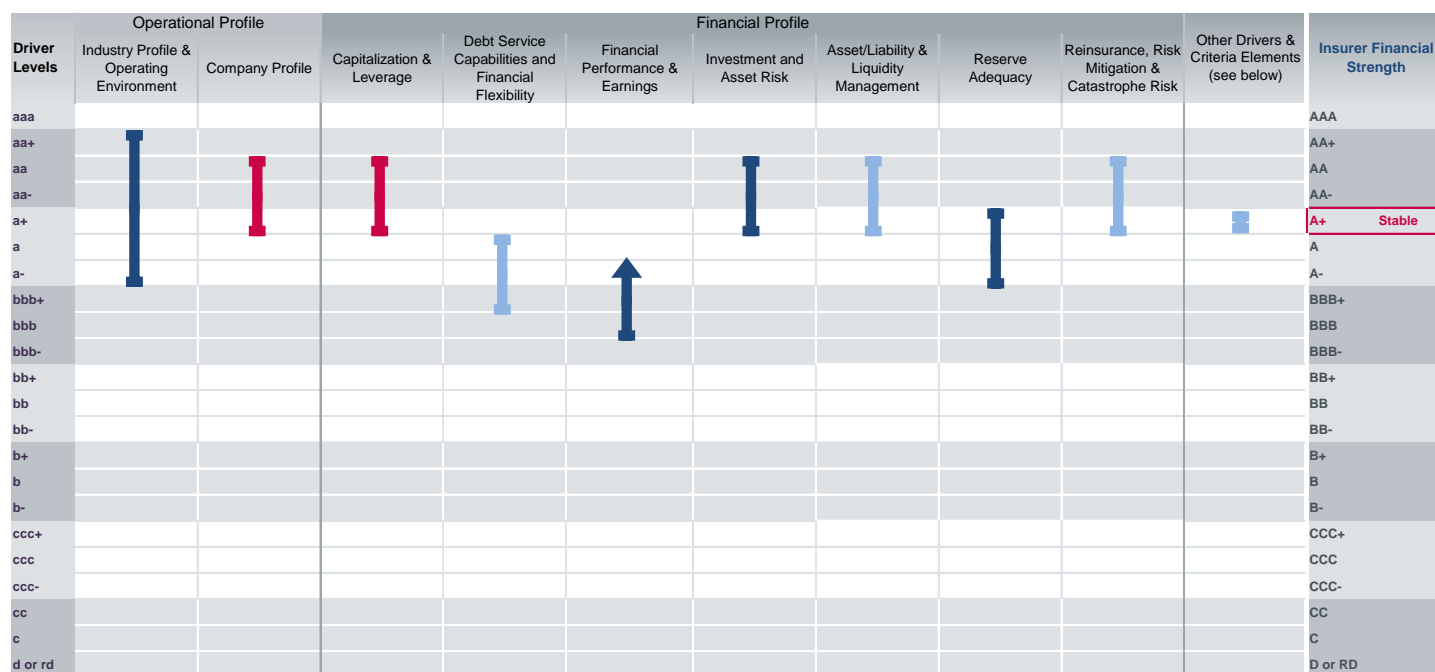 Operational Profile
Financial Profile
Driver
Levels
Industry Profile &
Operating
Environment
Company Profile
Capitalization &
Leverage
Debt Service
Capabilities and
Financial
Flexibility
Financial
Performance &
Earnings
Investment and
Asset Risk
Asset/Liability &
Liquidity
Management
Reserve
Adequacy
Reinsurance, Risk
Mitigation &
Catastrophe Risk
Other Drivers &
Criteria Elements
(see below)
Insurer Financial
Strength
aaa AAA
aa+ AA+
aa AA
aa- AA-
a+ A+ Stable
a A
a- A-
bbb+ BBB+
bbb BBB
bbb- BBB-
bb+ BB+
bb BB
bb- BB-
b+ B+
b B
b- B-
ccc+ CCC+
ccc CCC
ccc- CCC-
cc CC
c C
d or rd D or RD